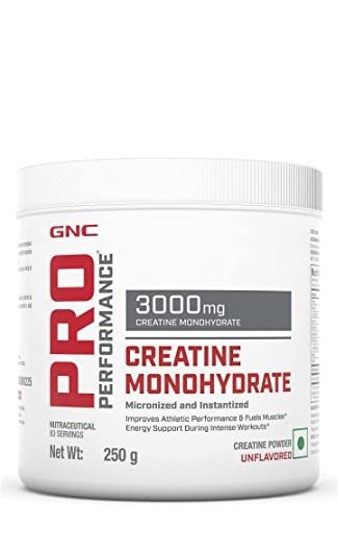 GNC
PRO
PERFORMANCE
3000mg
CREATINE MONOHYDRATE
CREATINE
MONOHYDRATE
Micronized and Instantized
Improves Athletic Performance & Fuels Muscles*
Energy Support During Intense Workouts*
NUTRACEUTICAL
83 SERVINGS
Net Wt: 250 g
CREATINE POWDER
UNFLAVORED